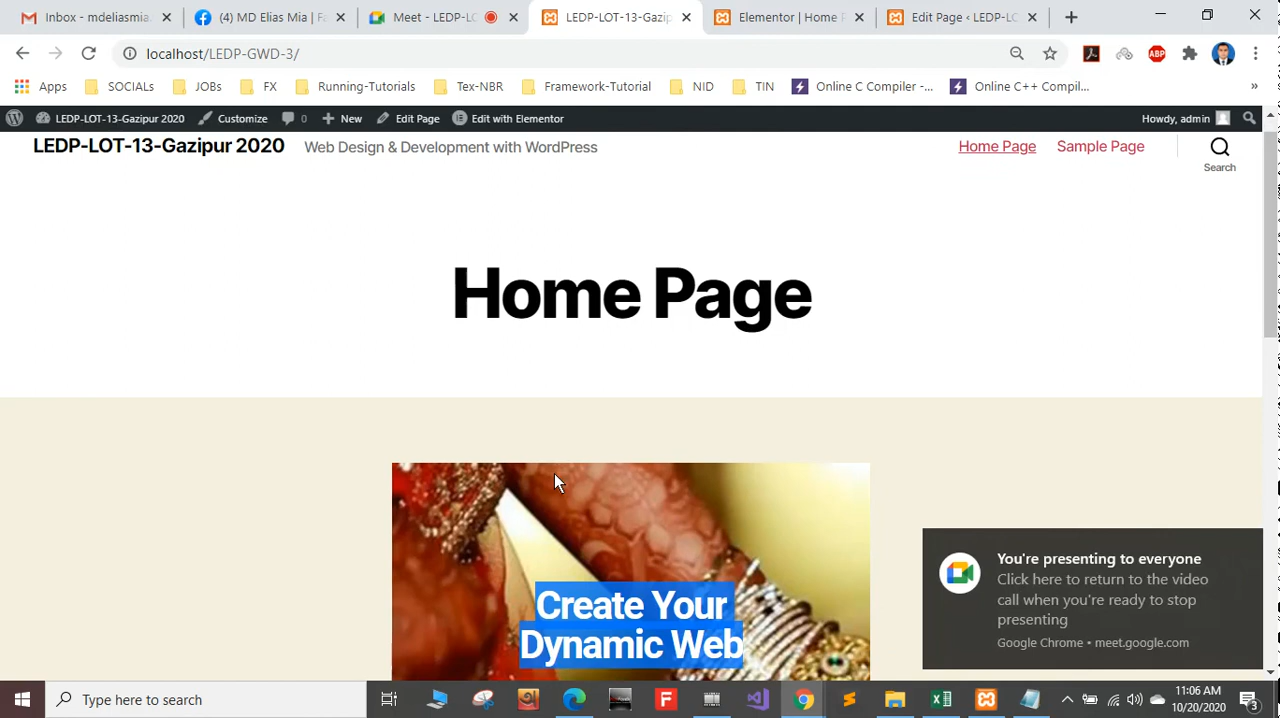 Inbox - mdeliasmia.
(4) MD Elias Mia | Fa
Meet - LEDP-LO
LEDP-LOT-13-Gazip
Elementor | Home P
Edit Page ‹ LEDP-LO
localhost/LEDP-GWD-3/
ABP
Apps
SOCIALs
JOBs
FX
Running-Tutorials
Tex-NBR
Framework-Tutorial
NID
TIN
Online C Compiler -...
Online C++ Compil...
»
LEDP-LOT-13-Gazipur 2020
Customize
0
New
Edit Page
Edit with Elementor
Howdy, admin
LEDP-LOT-13-Gazipur 2020
Web Design & Development with WordPress
Home Page
Sample Page
Search
Home Page
Create Your
Dynamic Web
You're presenting to everyone
Click here to return to the video
call when you're ready to stop
presenting
Google Chrome • meet.google.com
Type here to search
11:06 AM
10/20/2020
3